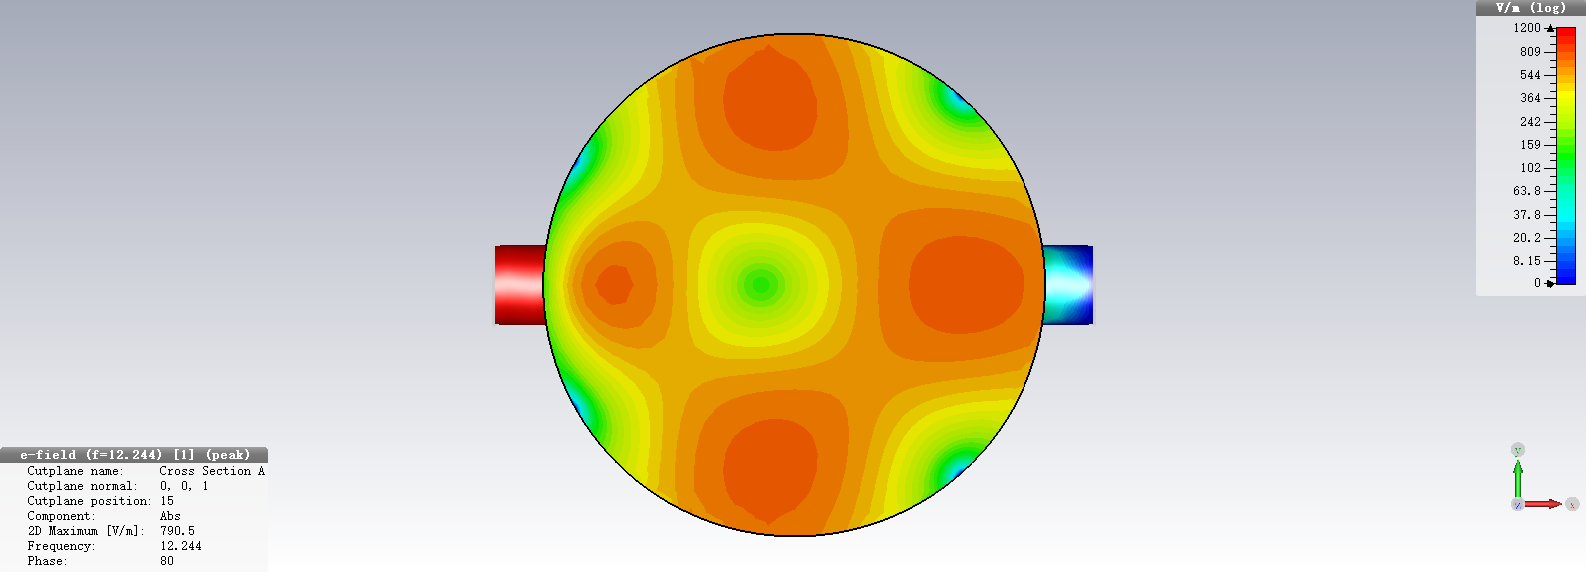 V/m (log)
1200
809
544
364
242
159
102
63.8
37.8
20.2
8.15
0
e-field (f=12.244) [1] (peak)
Cutplane name: Cross Section A
Cutplane normal: 0, 0, 1
Cutplane position: 15
Component: Abs
2D Maximum [V/m]: 790.5
Frequency: 12.244
Phase: 80
y
z
x